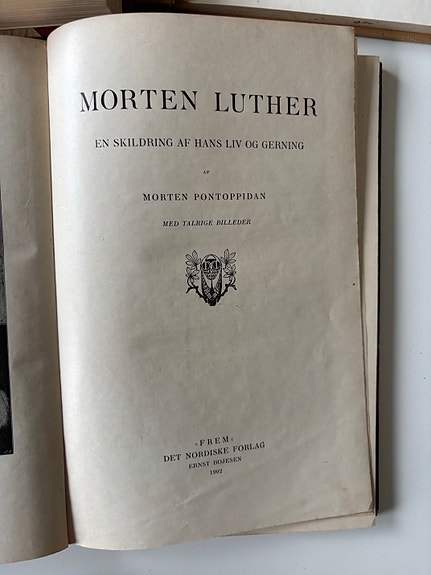 MORTEN LUTHER
EN SKILDRING AF HANS LIV OG GERNING
AF
MORTEN PONTOPPIDAN
MED TALRIGE BILLEDER
»FREM«
DET NORDISKE FORLAG
ERNST BOJESEN
1902